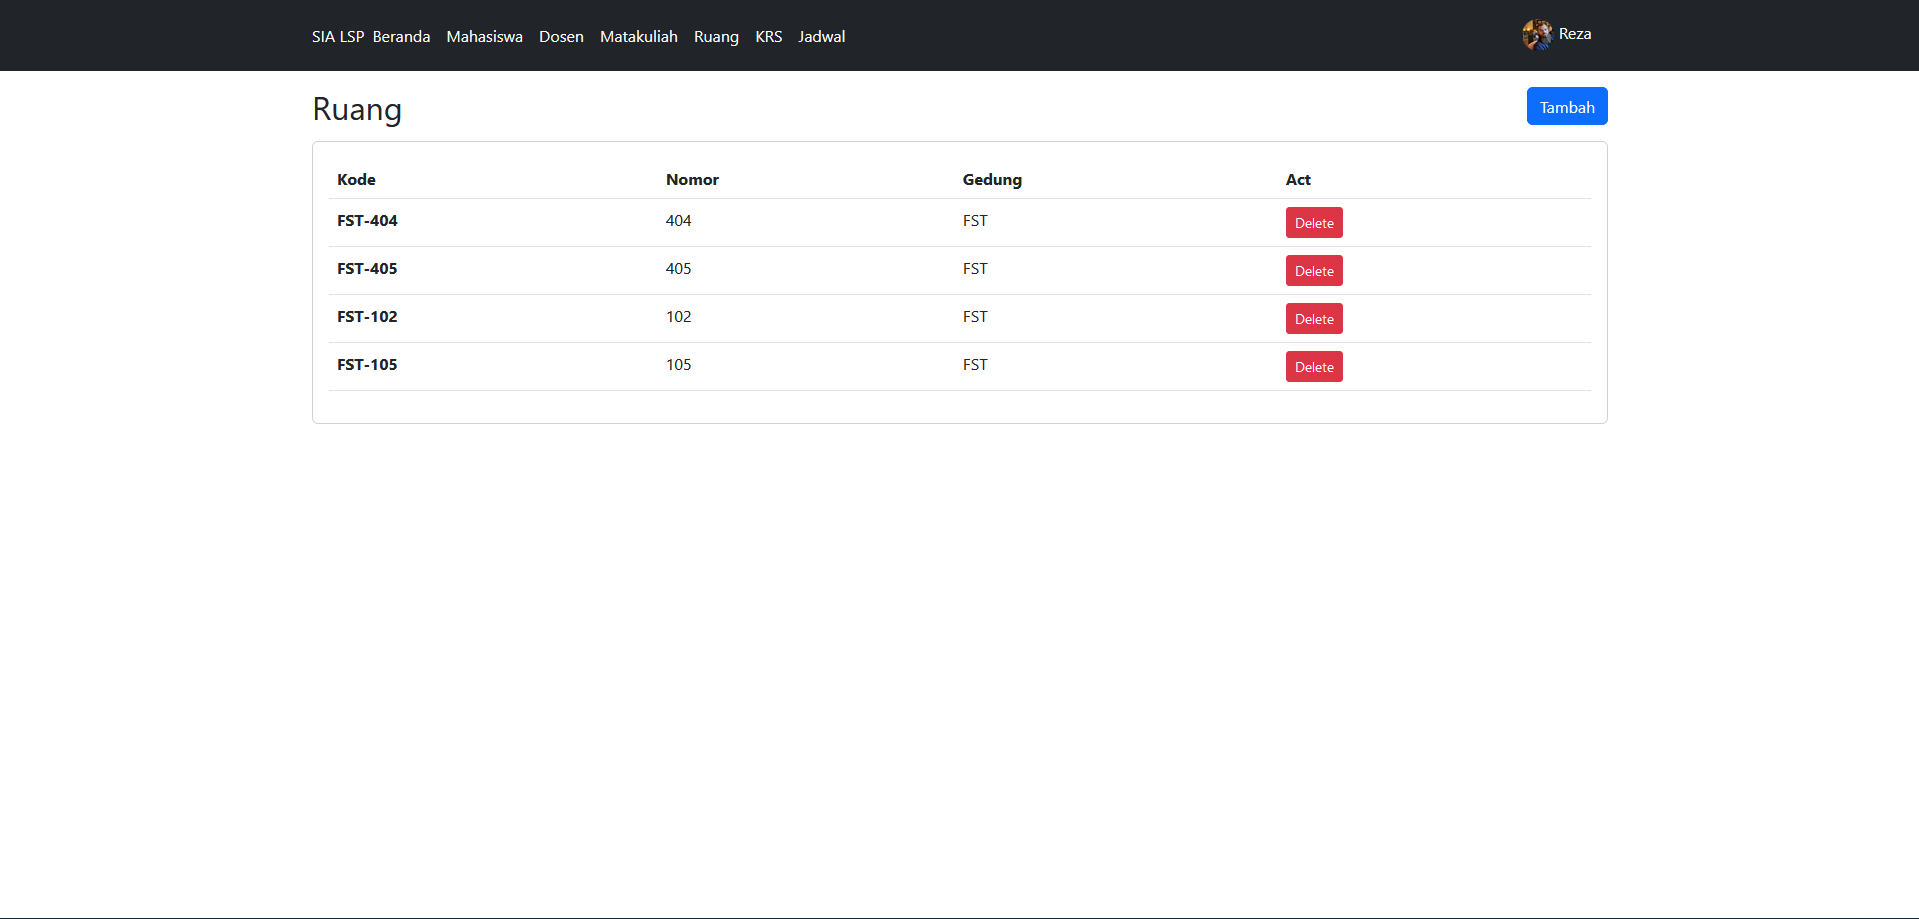 SIA LSP Beranda Mahasiswa Dosen Matakuliah Ruang KRS Jadwal Reza
Ruang Tambah
Kode Nomor Gedung Act
FST-404 404 FST Delete
FST-405 405 FST Delete
FST-102 102 FST Delete
FST-105 105 FST Delete